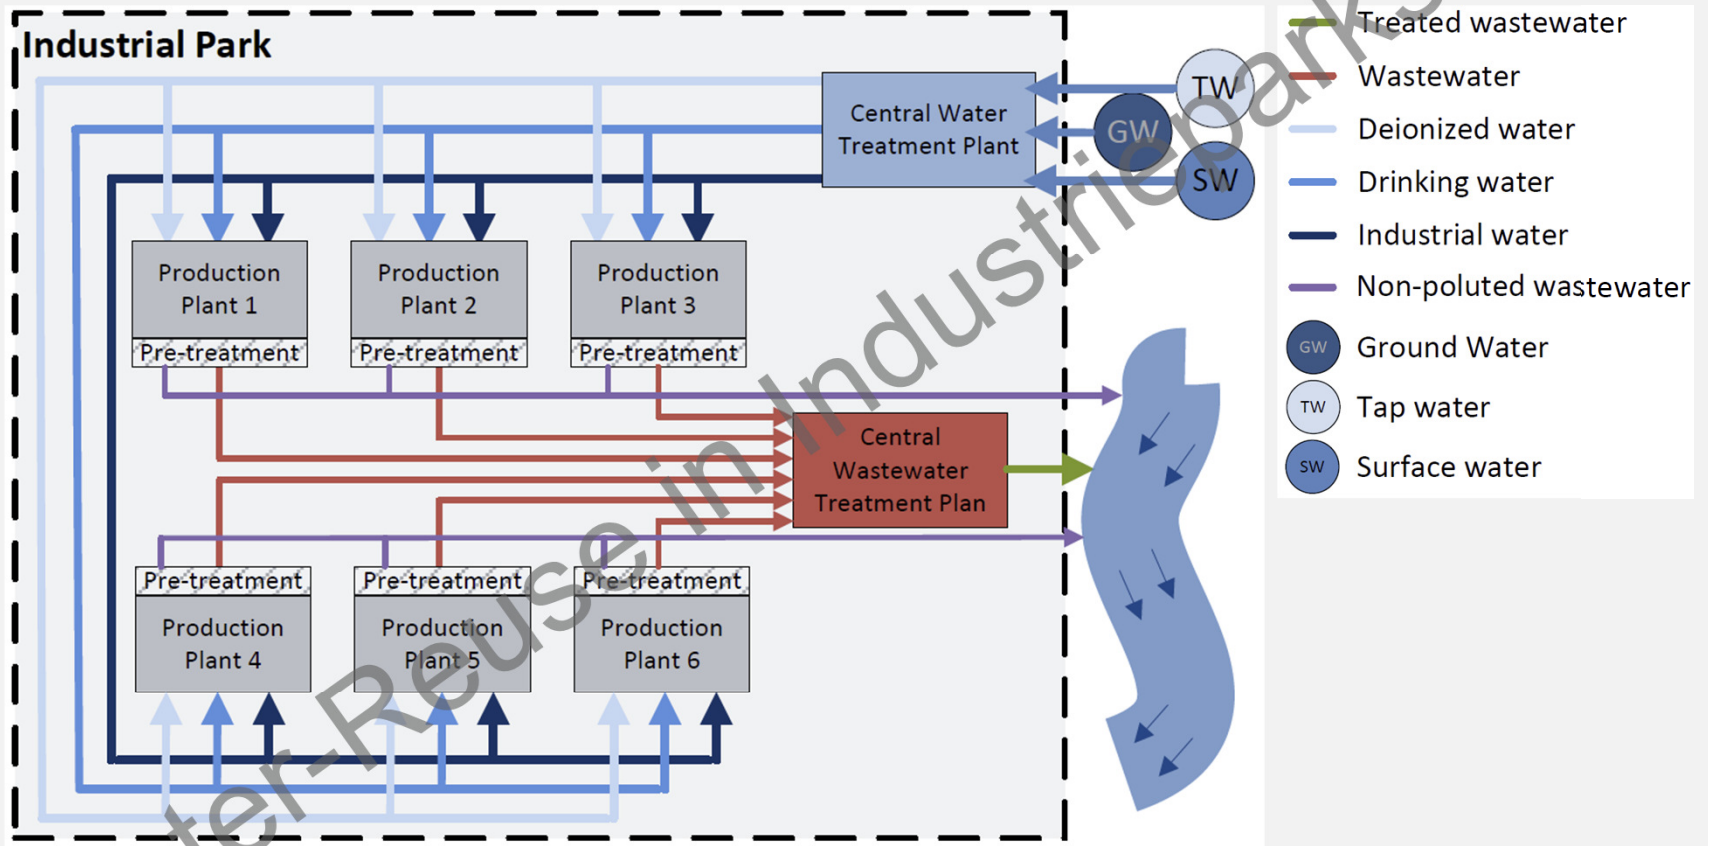 Industrial Park
Central Water
Treatment Plant
TW
GW
SW
Production
Plant 1
Pre-treatment
Production
Plant 2
Pre-treatment
Production
Plant 3
Pre-treatment
Central
Wastewater
Treatment Plan
Pre-treatment
Production
Plant 4
Pre-treatment
Production
Plant 5
Pre-treatment
Production
Plant 6
Treated wastewater
Wastewater
Deionized water
Drinking water
Industrial water
Non-poluted wastewater
GW Ground Water
TW Tap water
SW Surface water
ter-Reuse in Industrieparks